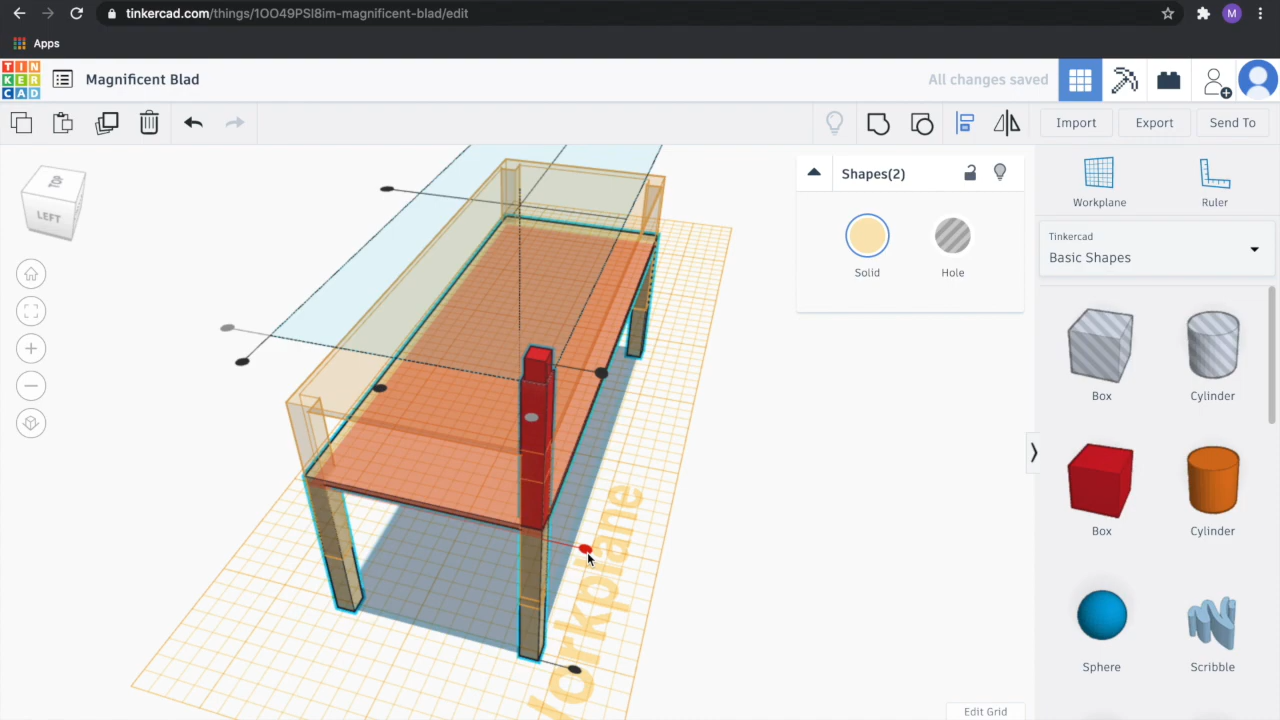 tinkercad.com/things/1OO49PSI8im-magnificent-blad/edit
M
Apps
TIN
KER
CAD
Magnificent Blad
All changes saved
Import
Export
Send To
TOP
LEFT
Shapes(2)
Solid
Hole
Workplane
Ruler
Tinkercad
Basic Shapes
Box
Cylinder
Box
Cylinder
Sphere
Scribble
Workplane
Edit Grid